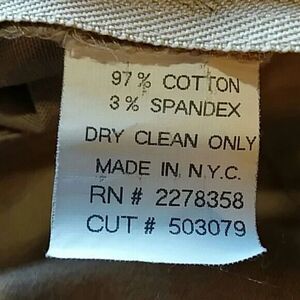 97% COTTON
3% SPANDEX
DRY CLEAN ONLY
MADE IN N.Y.C.
RN # 2278358
CUT # 503079